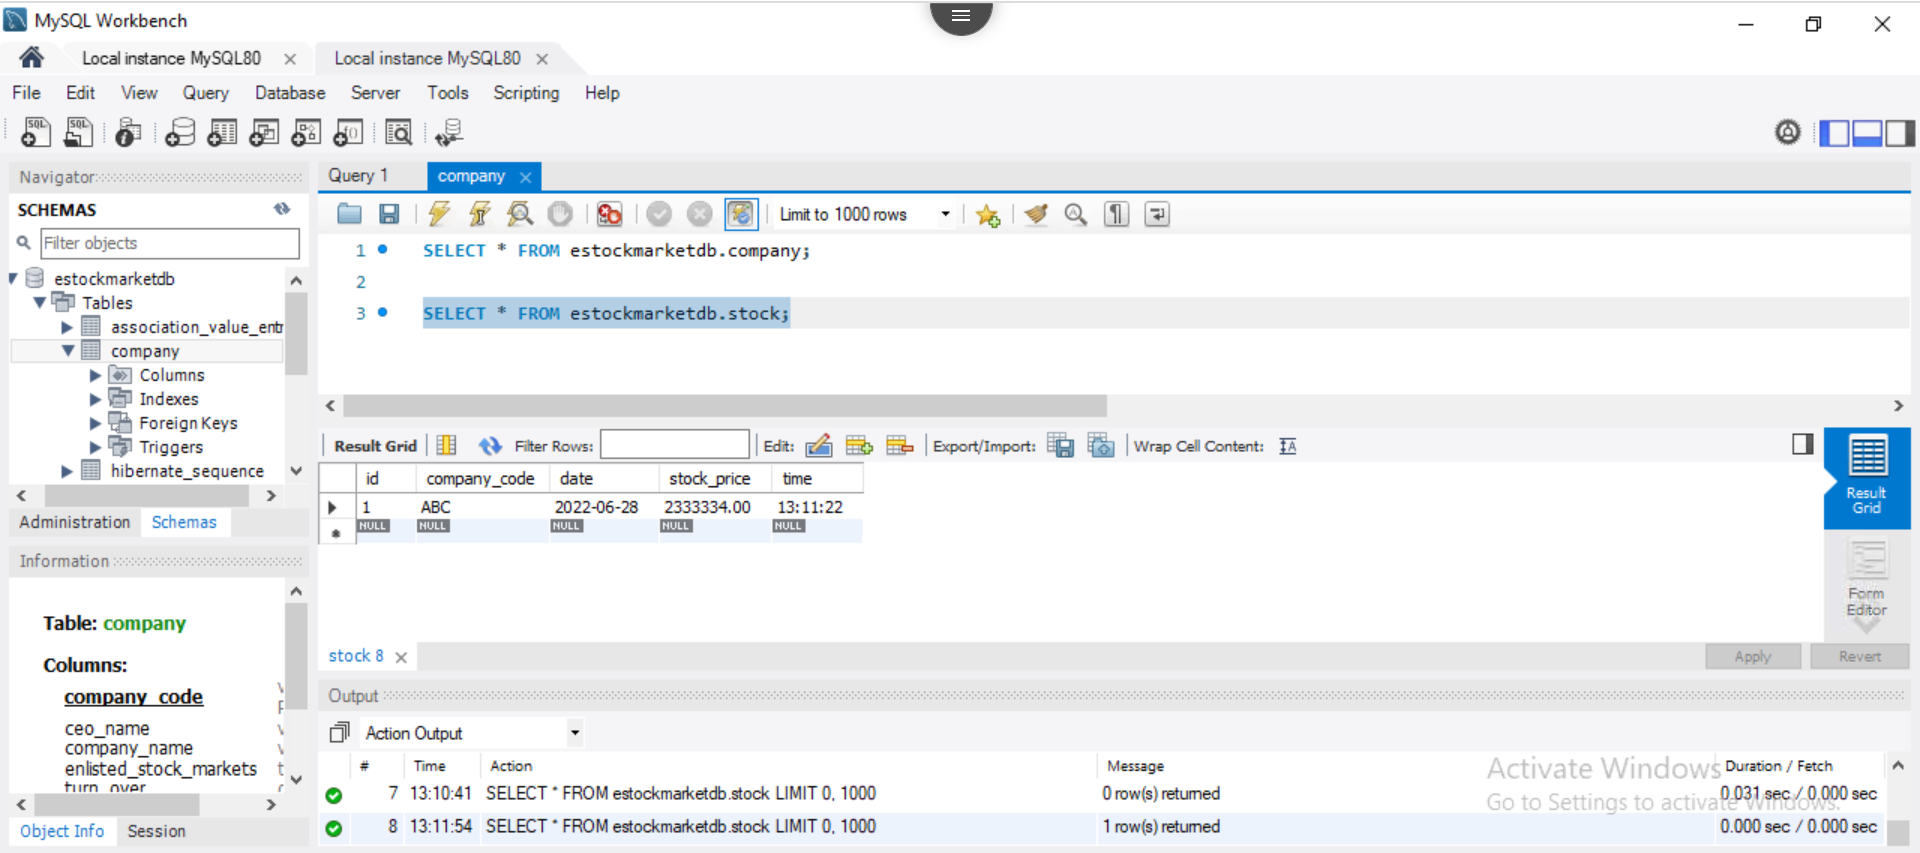 MySQL Workbench
Local instance MySQL80
Local instance MySQL80
File Edit View Query Database Server Tools Scripting Help
Navigator
SCHEMAS
Filter objects
estockmarketdb
Tables
association_value_entr
company
Columns
Indexes
Foreign Keys
Triggers
hibernate_sequence
Administration Schemas
Information
Table: company
Columns:
company_code
ceo_name
company_name
enlisted_stock_markets
turn_over
Object Info Session
Query 1 company
Limit to 1000 rows
1 SELECT * FROM estockmarketdb.company;
2
3 SELECT * FROM estockmarketdb.stock;
Result Grid Filter Rows: Edit: Export/Import: Wrap Cell Content:
id company_code date stock_price time
1 ABC 2022-06-28 2333334.00 13:11:22
NULL NULL NULL NULL NULL
Result
Grid
Form
Editor
stock 8
Apply Revert
Output
Action Output
# Time Action Message Duration / Fetch
7 13:10:41 SELECT * FROM estockmarketdb.stock LIMIT 0, 1000 0 row(s) returned 0.031 sec / 0.000 sec
8 13:11:54 SELECT * FROM estockmarketdb.stock LIMIT 0, 1000 1 row(s) returned 0.000 sec / 0.000 sec
Activate Windows
Go to Settings to activate Windows.